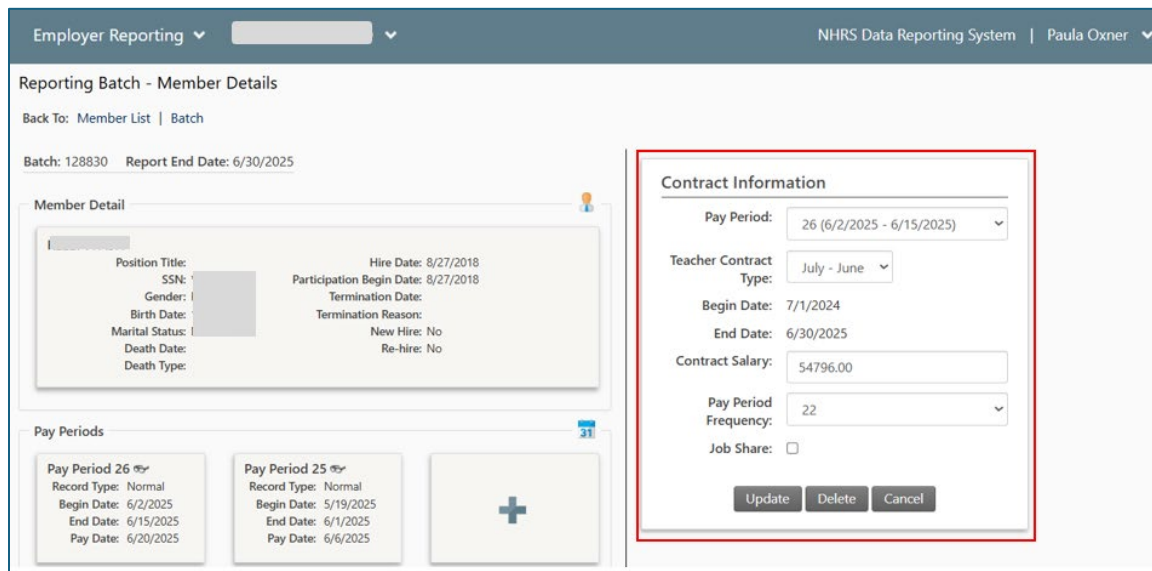 Employer Reporting
NHRS Data Reporting System | Paula Oxner
Reporting Batch - Member Details
Back To: Member List | Batch
Batch: 128830 Report End Date: 6/30/2025
Member Detail
Position Title:
SSN:
Gender:
Birth Date:
Marital Status:
Death Date:
Death Type:
Hire Date: 8/27/2018
Participation Begin Date: 8/27/2018
Termination Date:
Termination Reason:
New Hire: No
Re-hire: No
Pay Periods
31
Pay Period 26
Record Type: Normal
Begin Date: 6/2/2025
End Date: 6/15/2025
Pay Date: 6/20/2025
Pay Period 25
Record Type: Normal
Begin Date: 5/19/2025
End Date: 6/1/2025
Pay Date: 6/6/2025
Contract Information
Pay Period: 26 (6/2/2025 - 6/15/2025)
Teacher Contract
Type: July - June
Begin Date: 7/1/2024
End Date: 6/30/2025
Contract Salary: 54796.00
Pay Period
Frequency: 22
Job Share:
Update Delete Cancel